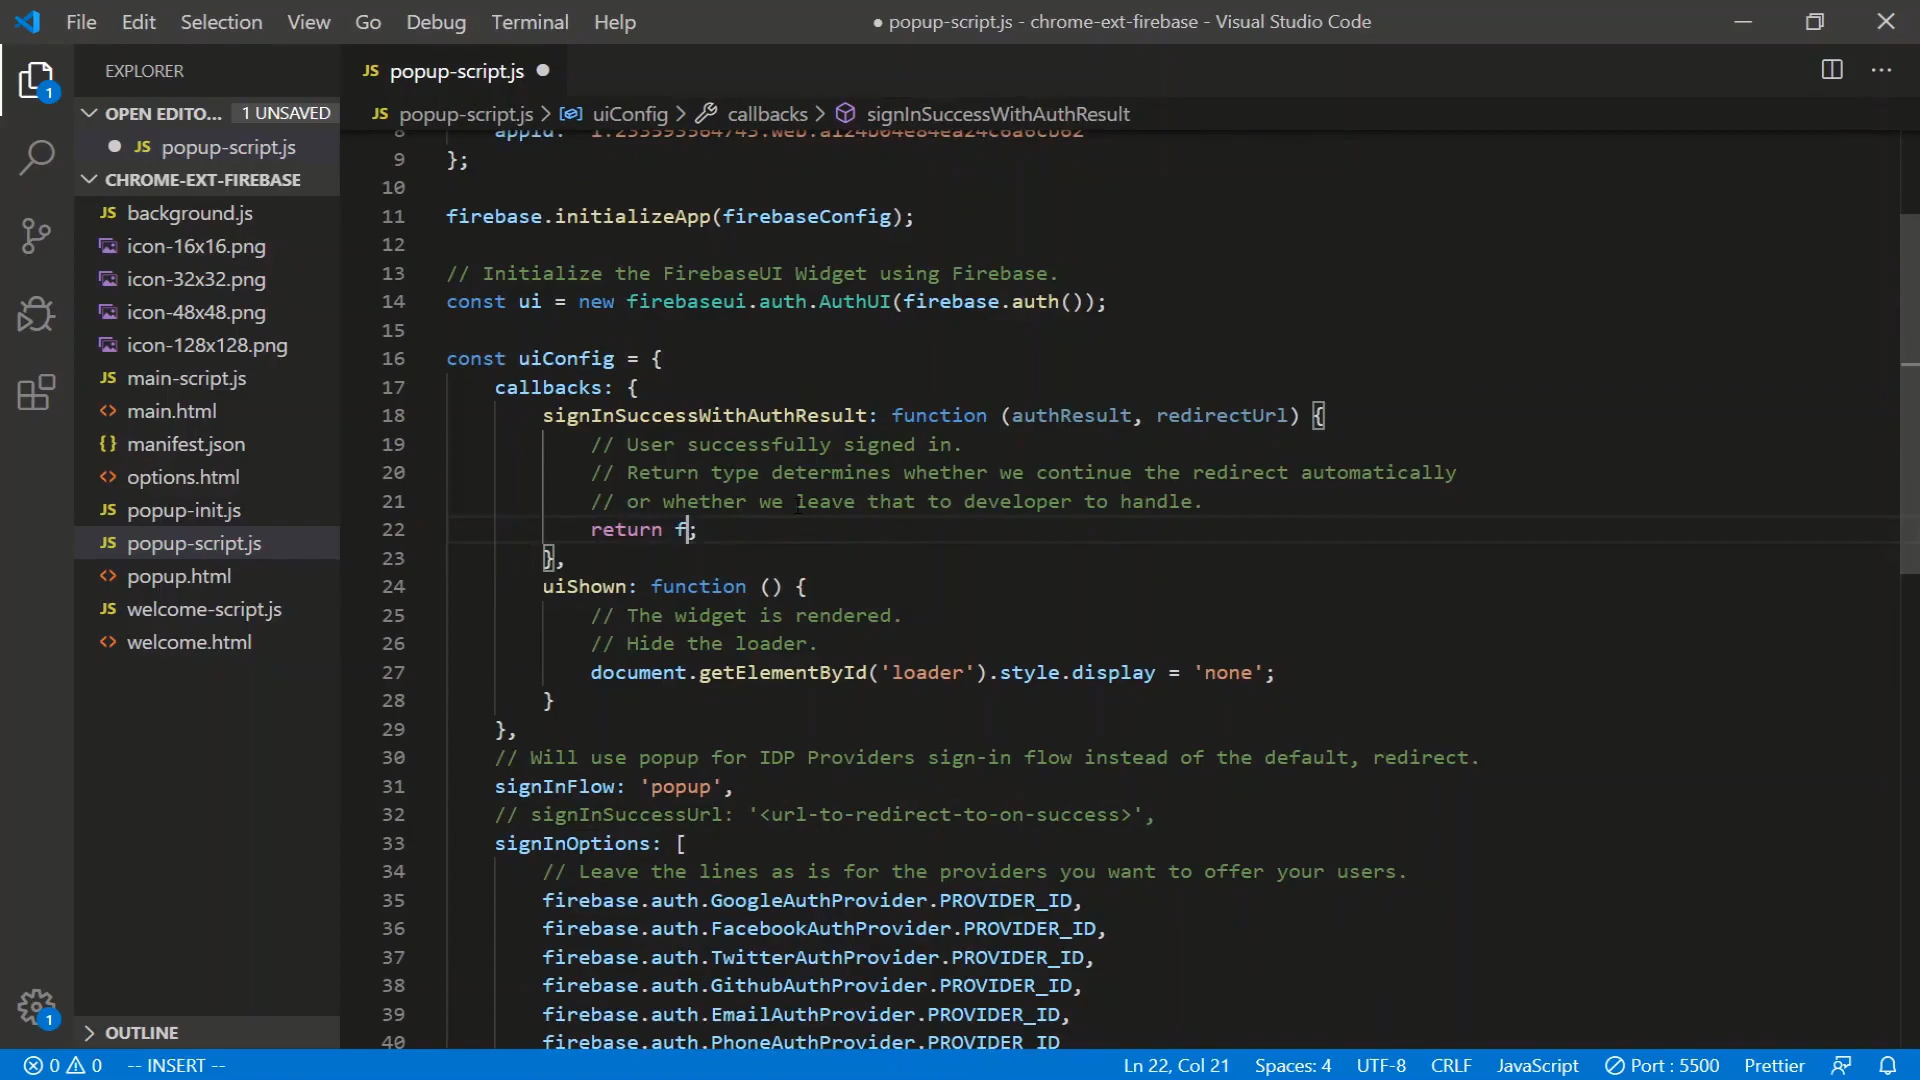 File Edit Selection View Go Debug Terminal Help
● popup-script.js - chrome-ext-firebase - Visual Studio Code
EXPLORER
OPEN EDITO... 1 UNSAVED
JS popup-script.js
CHROME-EXT-FIREBASE
JS background.js
icon-16x16.png
icon-32x32.png
icon-48x48.png
icon-128x128.png
JS main-script.js
<> main.html
{} manifest.json
<> options.html
JS popup-init.js
JS popup-script.js
<> popup.html
JS welcome-script.js
<> welcome.html
OUTLINE
1
1
JS popup-script.js
JS popup-script.js > uiConfig > callbacks > signInSuccessWithAuthResult
9 };
10
11 firebase.initializeApp(firebaseConfig);
12
13 // Initialize the FirebaseUI Widget using Firebase.
14 const ui = new firebaseui.auth.AuthUI(firebase.auth());
15
16 const uiConfig = {
17 callbacks: {
18 signInSuccessWithAuthResult: function (authResult, redirectUrl) {
19 // User successfully signed in.
20 // Return type determines whether we continue the redirect automatically
21 // or whether we leave that to developer to handle.
22 return f;
23 },
24 uiShown: function () {
25 // The widget is rendered.
26 // Hide the loader.
27 document.getElementById('loader').style.display = 'none';
28 }
29 },
30 // Will use popup for IDP Providers sign-in flow instead of the default, redirect.
31 signInFlow: 'popup',
32 // signInSuccessUrl: '<url-to-redirect-to-on-success>',
33 signInOptions: [
34 // Leave the lines as is for the providers you want to offer your users.
35 firebase.auth.GoogleAuthProvider.PROVIDER_ID,
36 firebase.auth.FacebookAuthProvider.PROVIDER_ID,
37 firebase.auth.TwitterAuthProvider.PROVIDER_ID,
38 firebase.auth.GithubAuthProvider.PROVIDER_ID,
39 firebase.auth.EmailAuthProvider.PROVIDER_ID,
40 firebase.auth.PhoneAuthProvider.PROVIDER_ID
0 0 -- INSERT -- Ln 22, Col 21 Spaces: 4 UTF-8 CRLF JavaScript Port : 5500 Prettier